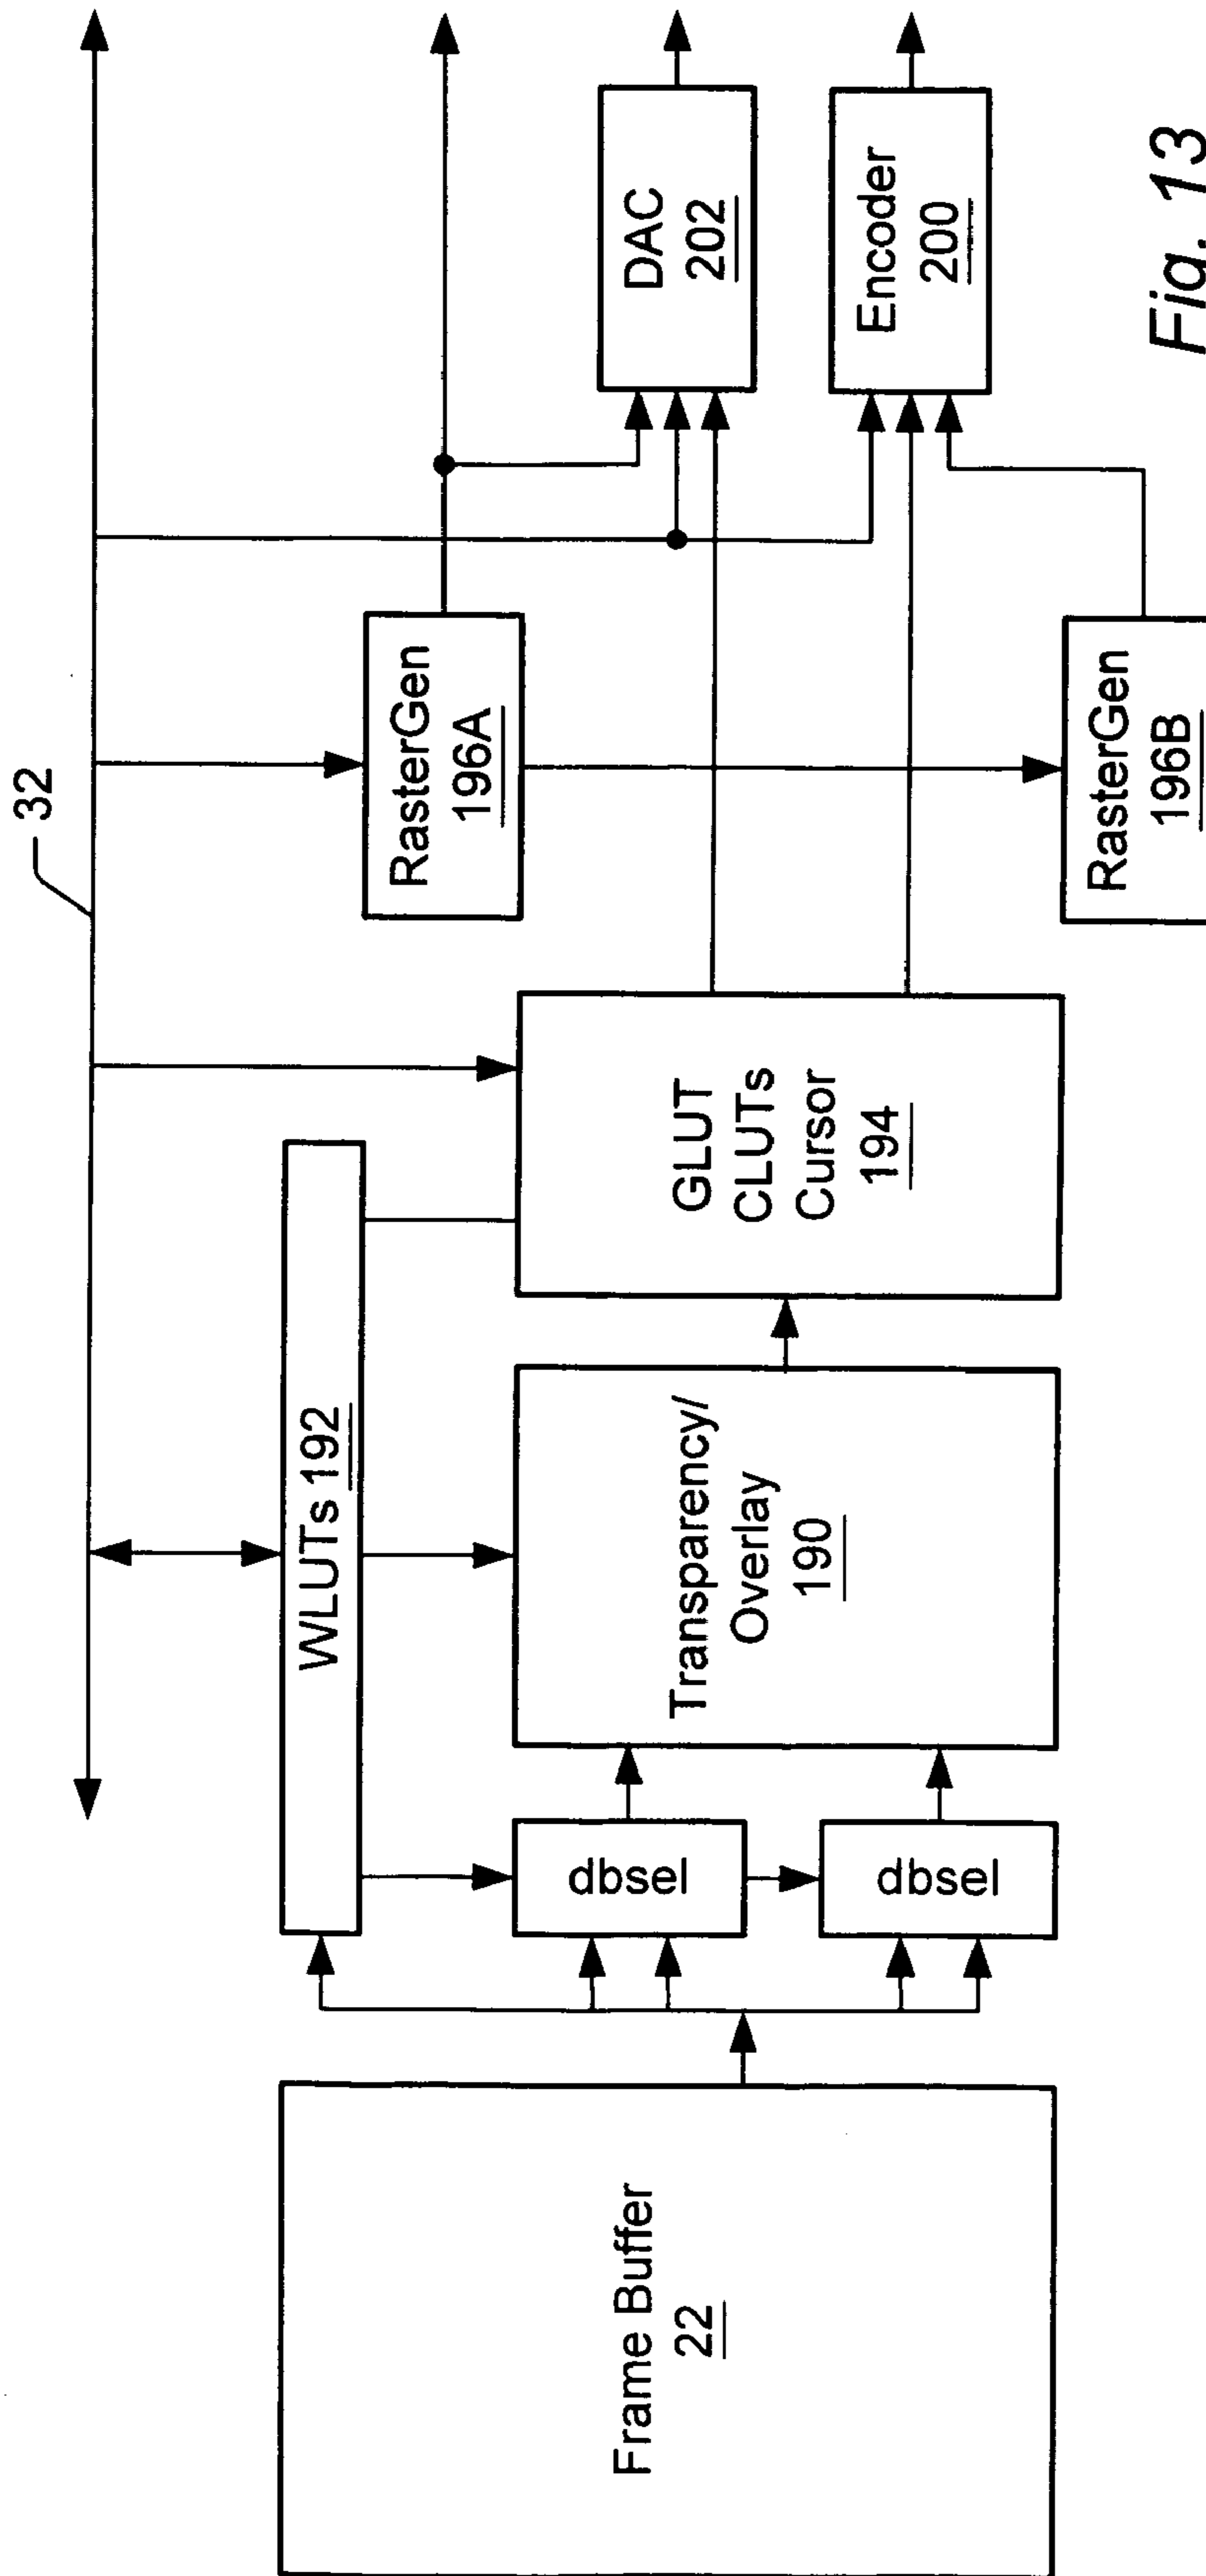 32
Frame Buffer
22
WLUTs 192
dbsel
dbsel
Transparency/
Overlay
190
GLUT
CLUTs
Cursor
194
RasterGen
196A
RasterGen
196B
DAC
202
Encoder
200
Fig. 13